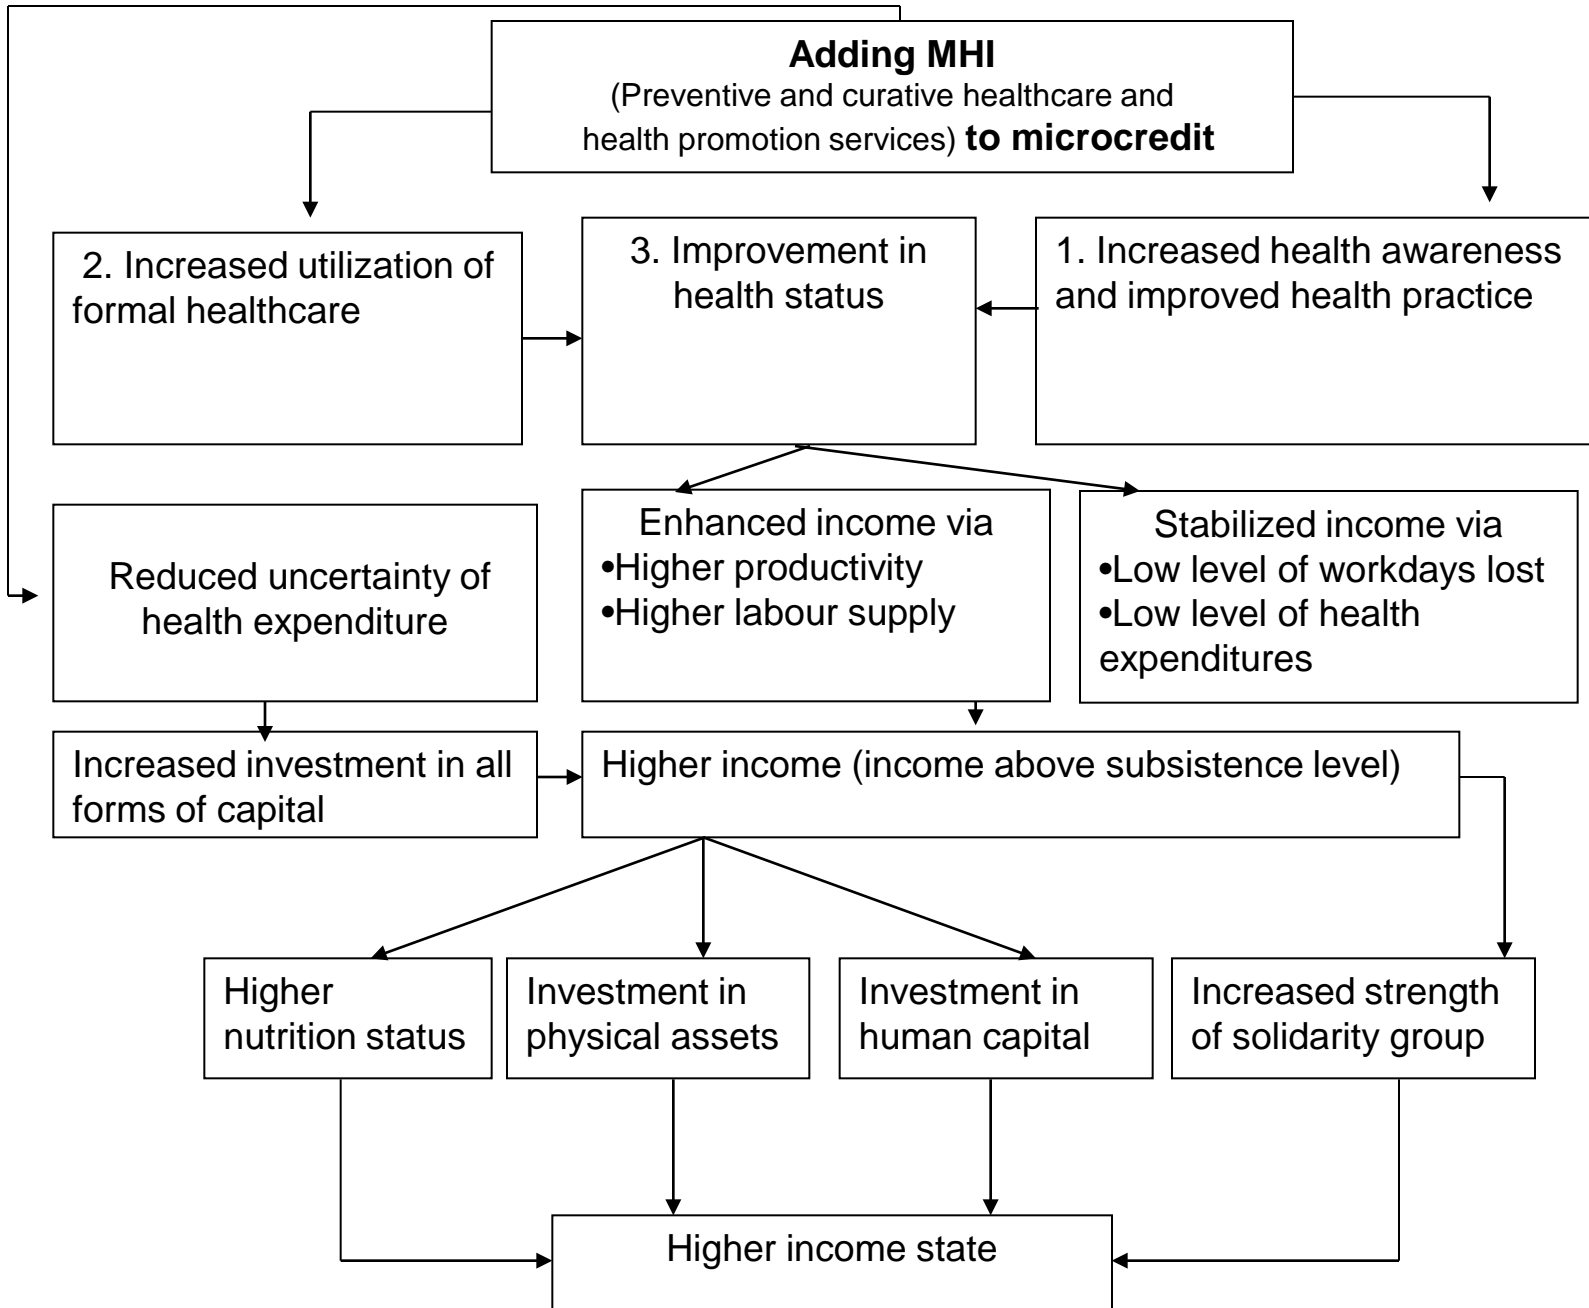 Adding MHI
(Preventive and curative healthcare and
health promotion services) to microcredit
2. Increased utilization of
formal healthcare
3. Improvement in
health status
1. Increased health awareness
and improved health practice
Reduced uncertainty of
health expenditure
Enhanced income via
•Higher productivity
•Higher labour supply
Stabilized income via
•Low level of workdays lost
•Low level of health
expenditures
Increased investment in all
forms of capital
Higher income (income above subsistence level)
Higher
nutrition status
Investment in
physical assets
Investment in
human capital
Increased strength
of solidarity group
Higher income state